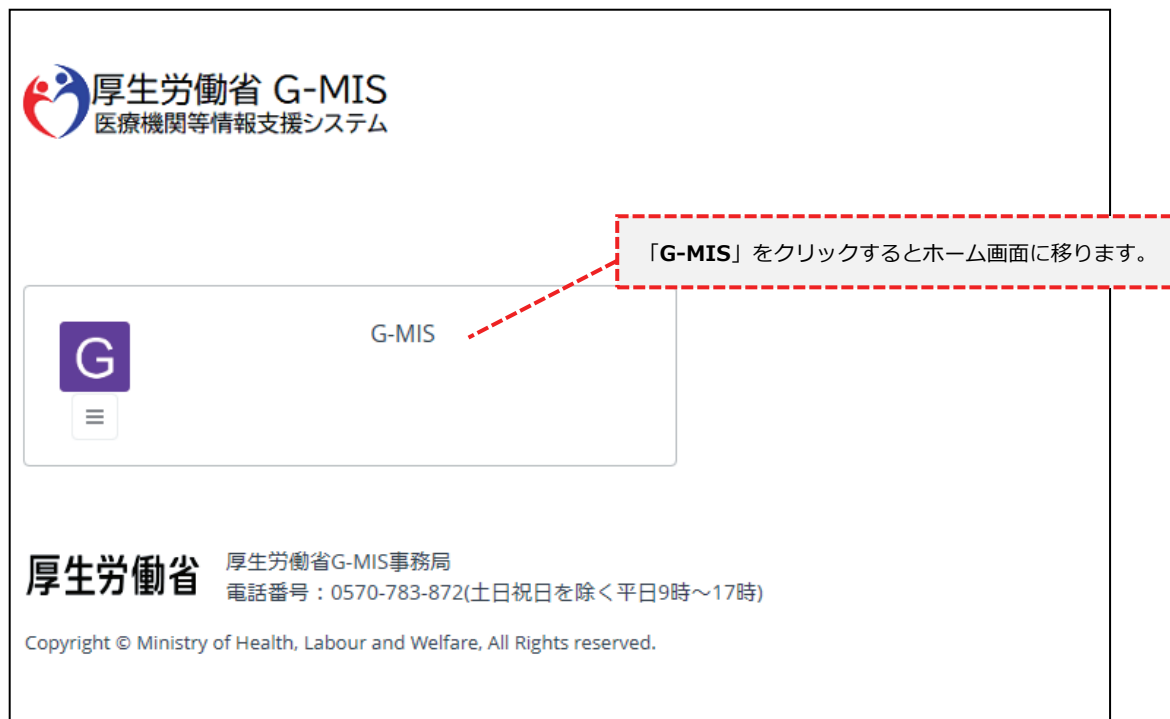 厚生労働省 G-MIS
医療機関等情報支援システム
「G-MIS」をクリックするとホーム画面に移ります。
G-MIS
G
厚生労働省
厚生労働省G-MIS事務局
電話番号：0570-783-872(土日祝日を除く平日9時～17時)
Copyright © Ministry of Health, Labour and Welfare, All Rights reserved.